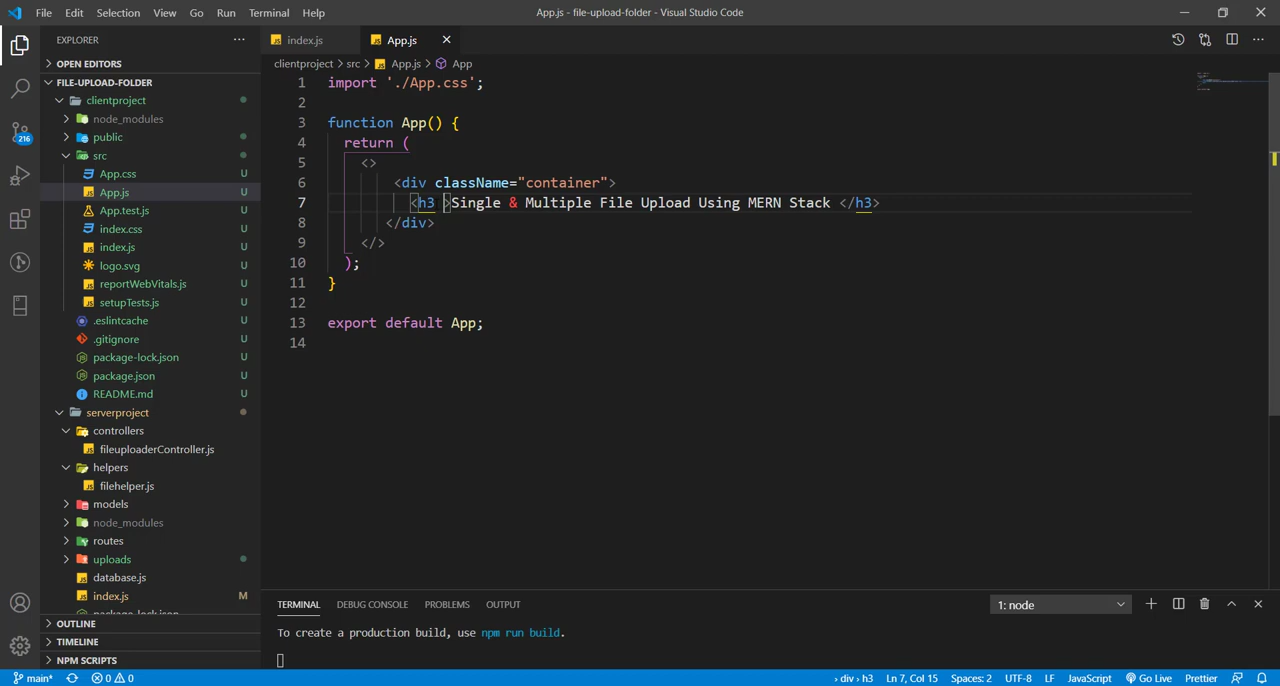 File Edit Selection View Go Run Terminal Help App.js - file-upload-folder - Visual Studio Code
EXPLORER
OPEN EDITORS
FILE-UPLOAD-FOLDER
clientproject
node_modules
public
src
App.css U
App.js U
App.test.js U
index.css U
index.js U
logo.svg U
reportWebVitals.js U
setupTests.js U
.eslintcache U
.gitignore U
package-lock.json U
package.json U
README.md U
serverproject
controllers
fileuploaderController.js
helpers
filehelper.js
models
node_modules
routes
uploads
database.js
index.js M
package-lock.json
OUTLINE
TIMELINE
NPM SCRIPTS
216
index.js App.js
clientproject > src > App.js > App
1 import './App.css';
2
3 function App() {
4 return (
5 <>
6 <div className="container">
7 <h3 >Single & Multiple File Upload Using MERN Stack </h3>
8 </div>
9 </>
10 );
11 }
12
13 export default App;
14
TERMINAL DEBUG CONSOLE PROBLEMS OUTPUT 1: node
To create a production build, use npm run build.
main* 0 0 › div › h3 Ln 7, Col 15 Spaces: 2 UTF-8 LF JavaScript Go Live Prettier